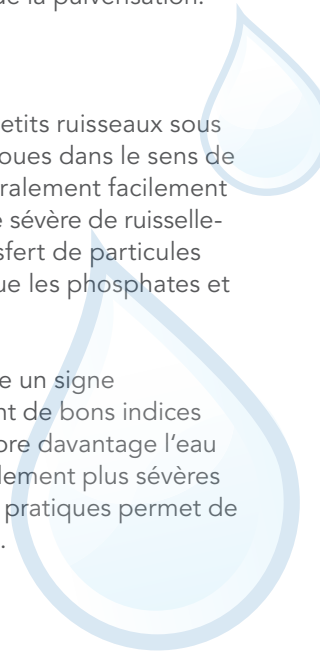 de la pulvérisation.
etits ruisseaux sous
oues dans le sens de
ralement facilement
e sévère de ruisselle-
sfert de particules
ue les phosphates et
e un signe
nt de bons indices
ore davantage l'eau
lement plus sévères
pratiques permet de
.